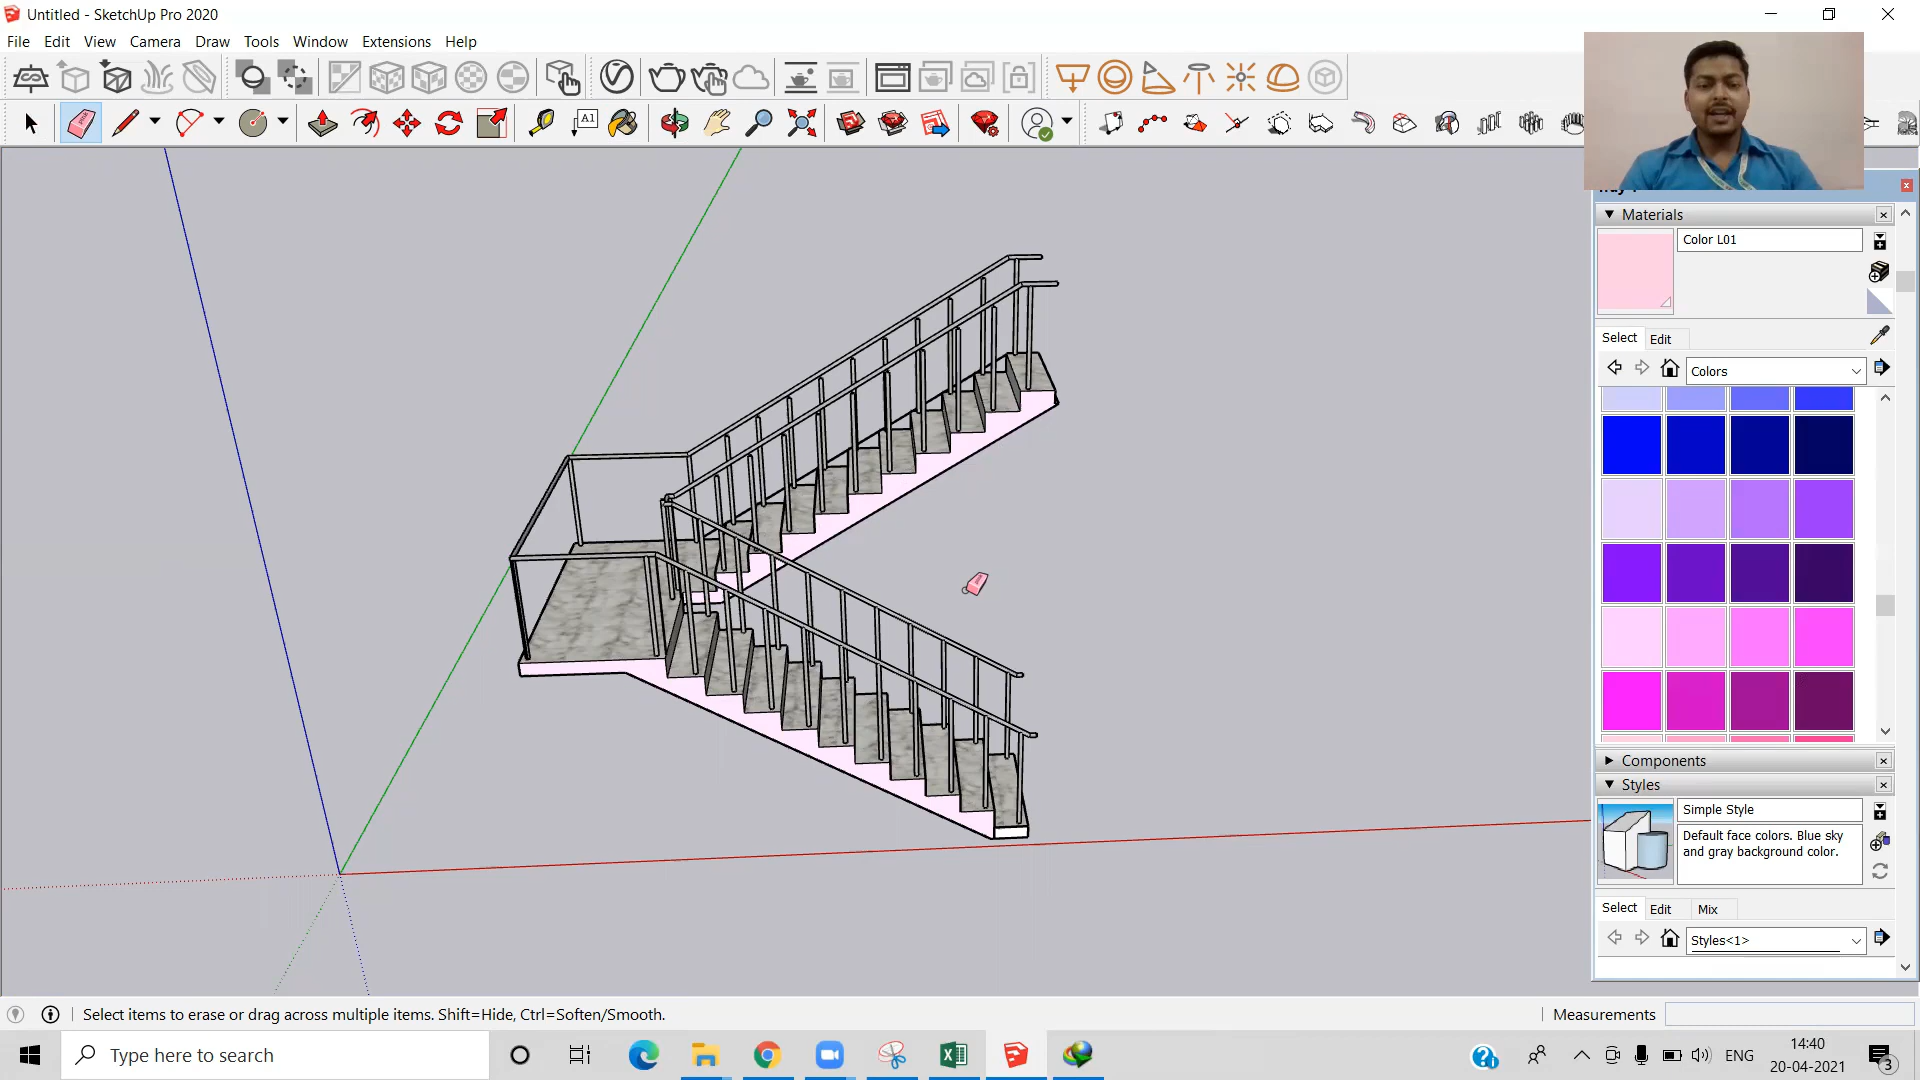 Untitled - SketchUp Pro 2020
File Edit View Camera Draw Tools Window Extensions Help
A1
Materials
Color L01
Select Edit
Colors
Components
Styles
Simple Style
Default face colors. Blue sky
and gray background color.
Select Edit Mix
Styles<1>
Select items to erase or drag across multiple items. Shift=Hide, Ctrl=Soften/Smooth.
Measurements
Type here to search
ENG
14:40
20-04-2021
3